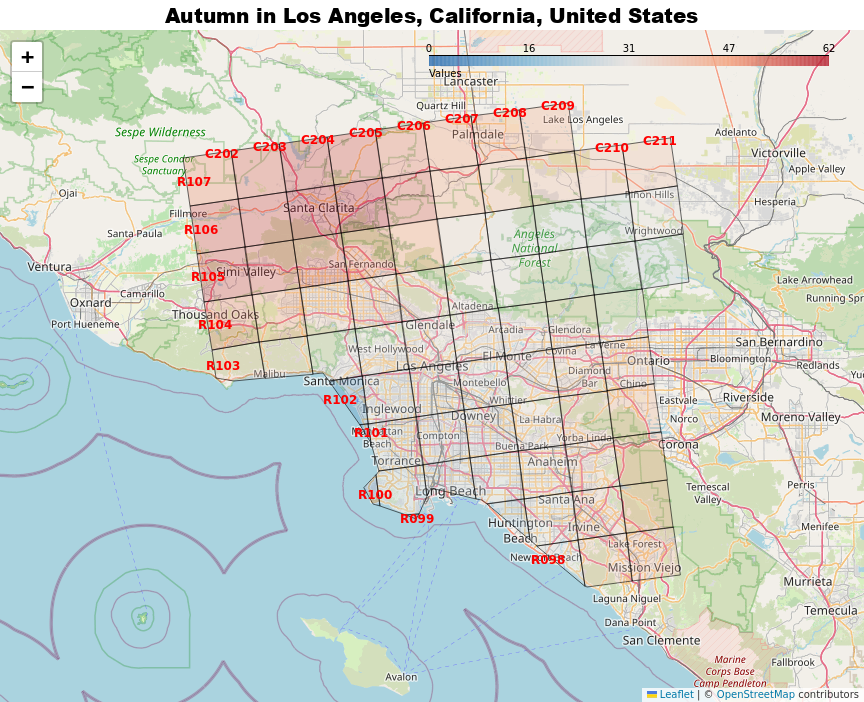 Autumn in Los Angeles, California, United States
+
−
0 16 31 47 62
Values
Lancaster
Quartz Hill
C209
C208
Lake Los Angeles
C207
C206
Palmdale
C205
C204
C203
C202
C211
C210
Adelanto
Victorville
Apple Valley
Sespe Wilderness
Sespe Condor
Sanctuary
R107
Ojai
Piñon Hills
Hesperia
Santa Clarita
Fillmore
R106
Santa Paula
Angeles
National
Forest
Wrightwood
Ventura
San Fernando
Simi Valley
R105
Lake Arrowhead
Camarillo
Oxnard
Running Spr
Thousand Oaks
Port Hueneme
R104
Altadena
Glendale
Arcadia
Glendora
San Bernardino
La Verne
West Hollywood
Covina
El Monte
Ontario
Bloomington
Redlands
R103
Los Angeles
Malibu
Diamond
Bar
Yu
Santa Monica
Montebello
Chino
Riverside
R102
Whittier
Eastvale
Inglewood
Downey
Moreno Valley
La Habra
Norco
R101
Manhattan
Beach
Compton
Yorba Linda
Buena Park
Corona
Torrance
Anaheim
Perris
Temescal
Valley
R100
Long Beach
Santa Ana
R099
Huntington
Beach
Irvine
Menifee
Lake Forest
Newport Beach
R098
Mission Viejo
Murrieta
Laguna Niguel
Temecula
Dana Point
San Clemente
Marine
Corps Base
Camp Pendleton
Fallbrook
Avalon
Leaflet | © OpenStreetMap contributors